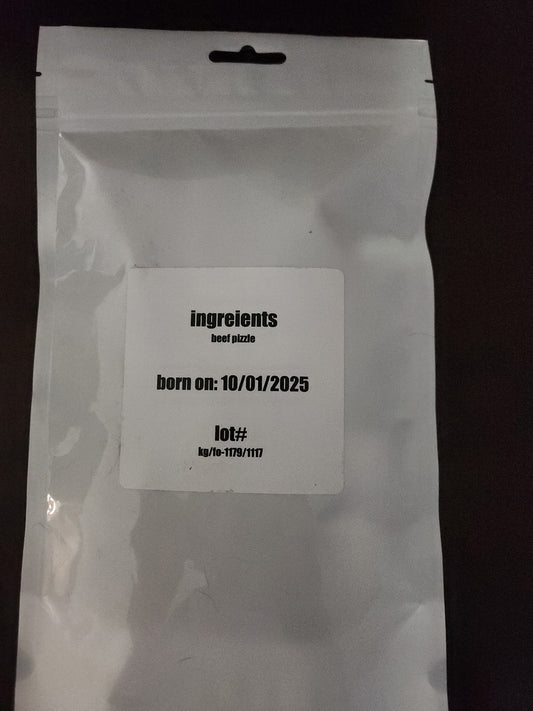 ingreients
beef pizzle
born on: 10/01/2025
lot#
kg/fo-1179/1117